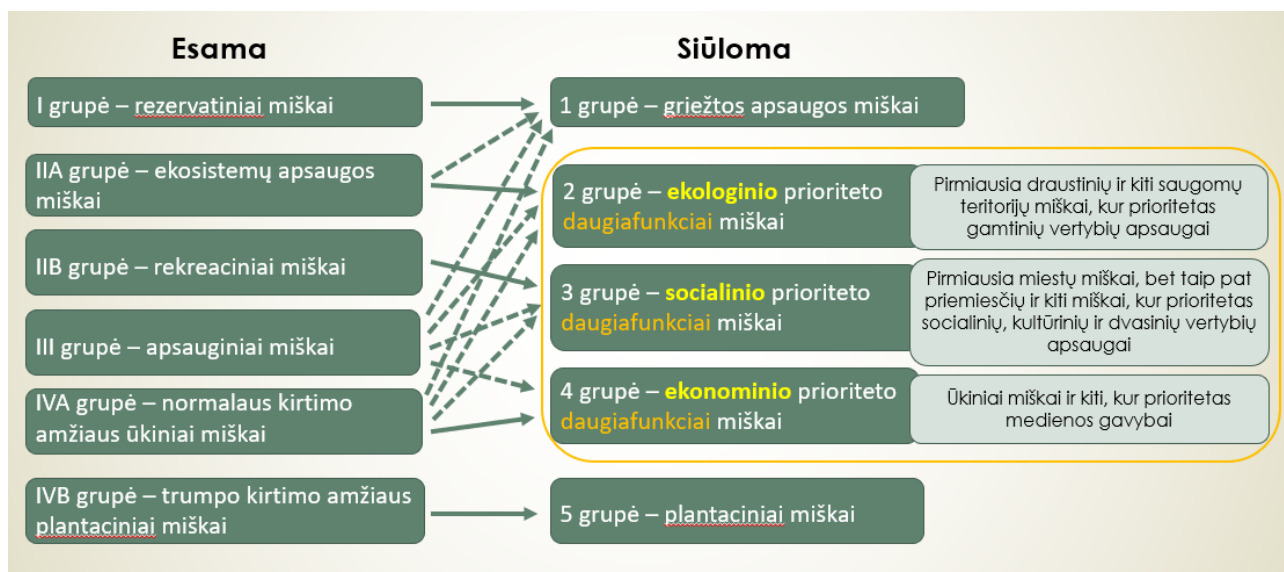 Esama
Siūloma
I grupė – rezervatiniai miškai
1 grupė – griežtos apsaugos miškai
IIA grupė – ekosistemų apsaugos
miškai
2 grupė – ekologinio prioriteto
daugiafunkciai miškai
Pirmiausia draustinių ir kiti saugomų
teritorijų miškai, kur prioritetas
gamtinių vertybių apsaugai
IIB grupė – rekreaciniai miškai
3 grupė – socialinio prioriteto
daugiafunkciai miškai
Pirmiausia miestų miškai, bet taip pat
priemiesčių ir kiti miškai, kur prioritetas
socialinių, kultūrinių ir dvasinių vertybių
apsaugai
III grupė – apsauginiai miškai
IVA grupė – normalaus kirtimo
amžiaus ūkiniai miškai
4 grupė – ekonominio prioriteto
daugiafunkciai miškai
Ūkiniai miškai ir kiti, kur prioritetas
medienos gavybai
IVB grupė – trumpo kirtimo amžiaus
plantaciniai miškai
5 grupė – plantaciniai miškai